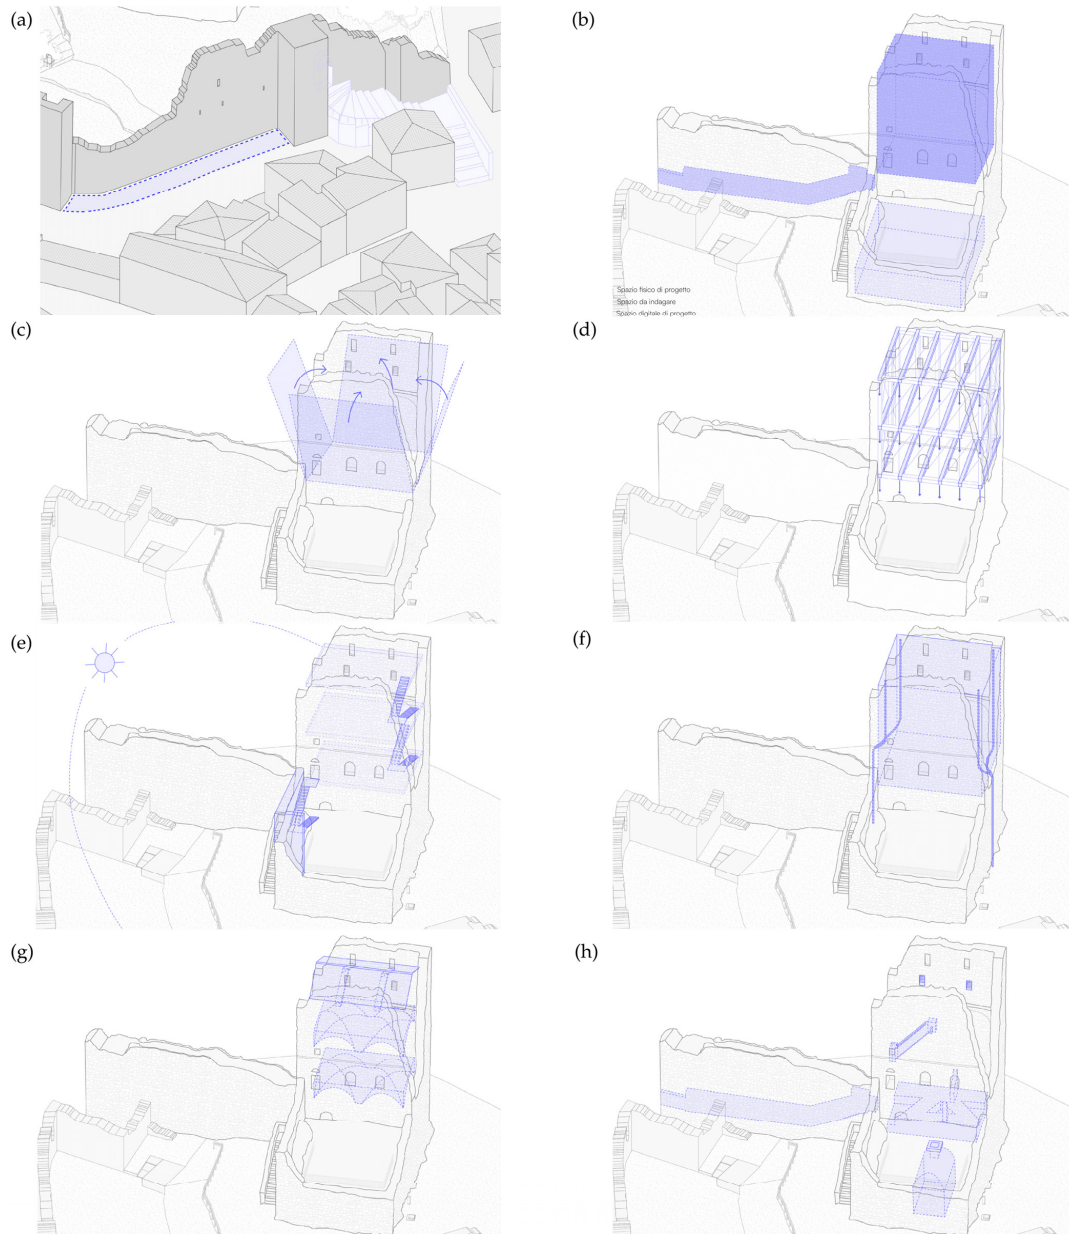 (a)
(b)
Spazio fisico di progetto
Spazio da indagare
Spazio digitale di progetto
(c)
(d)
(e)
(f)
(g)
(h)